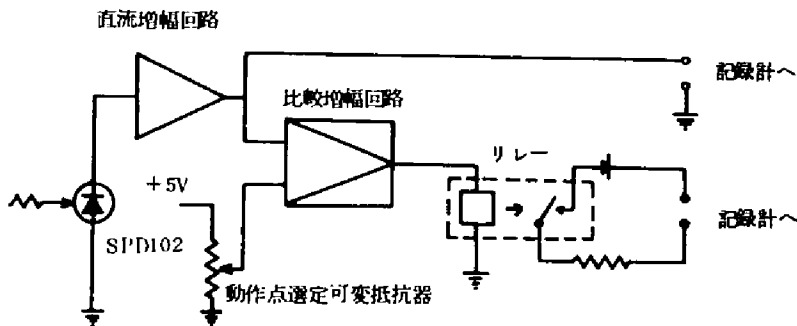 直流増幅回路
記録計へ
比較増幅回路
リレー
+5V
SPD102
記録計へ
動作点選定可変抵抗器